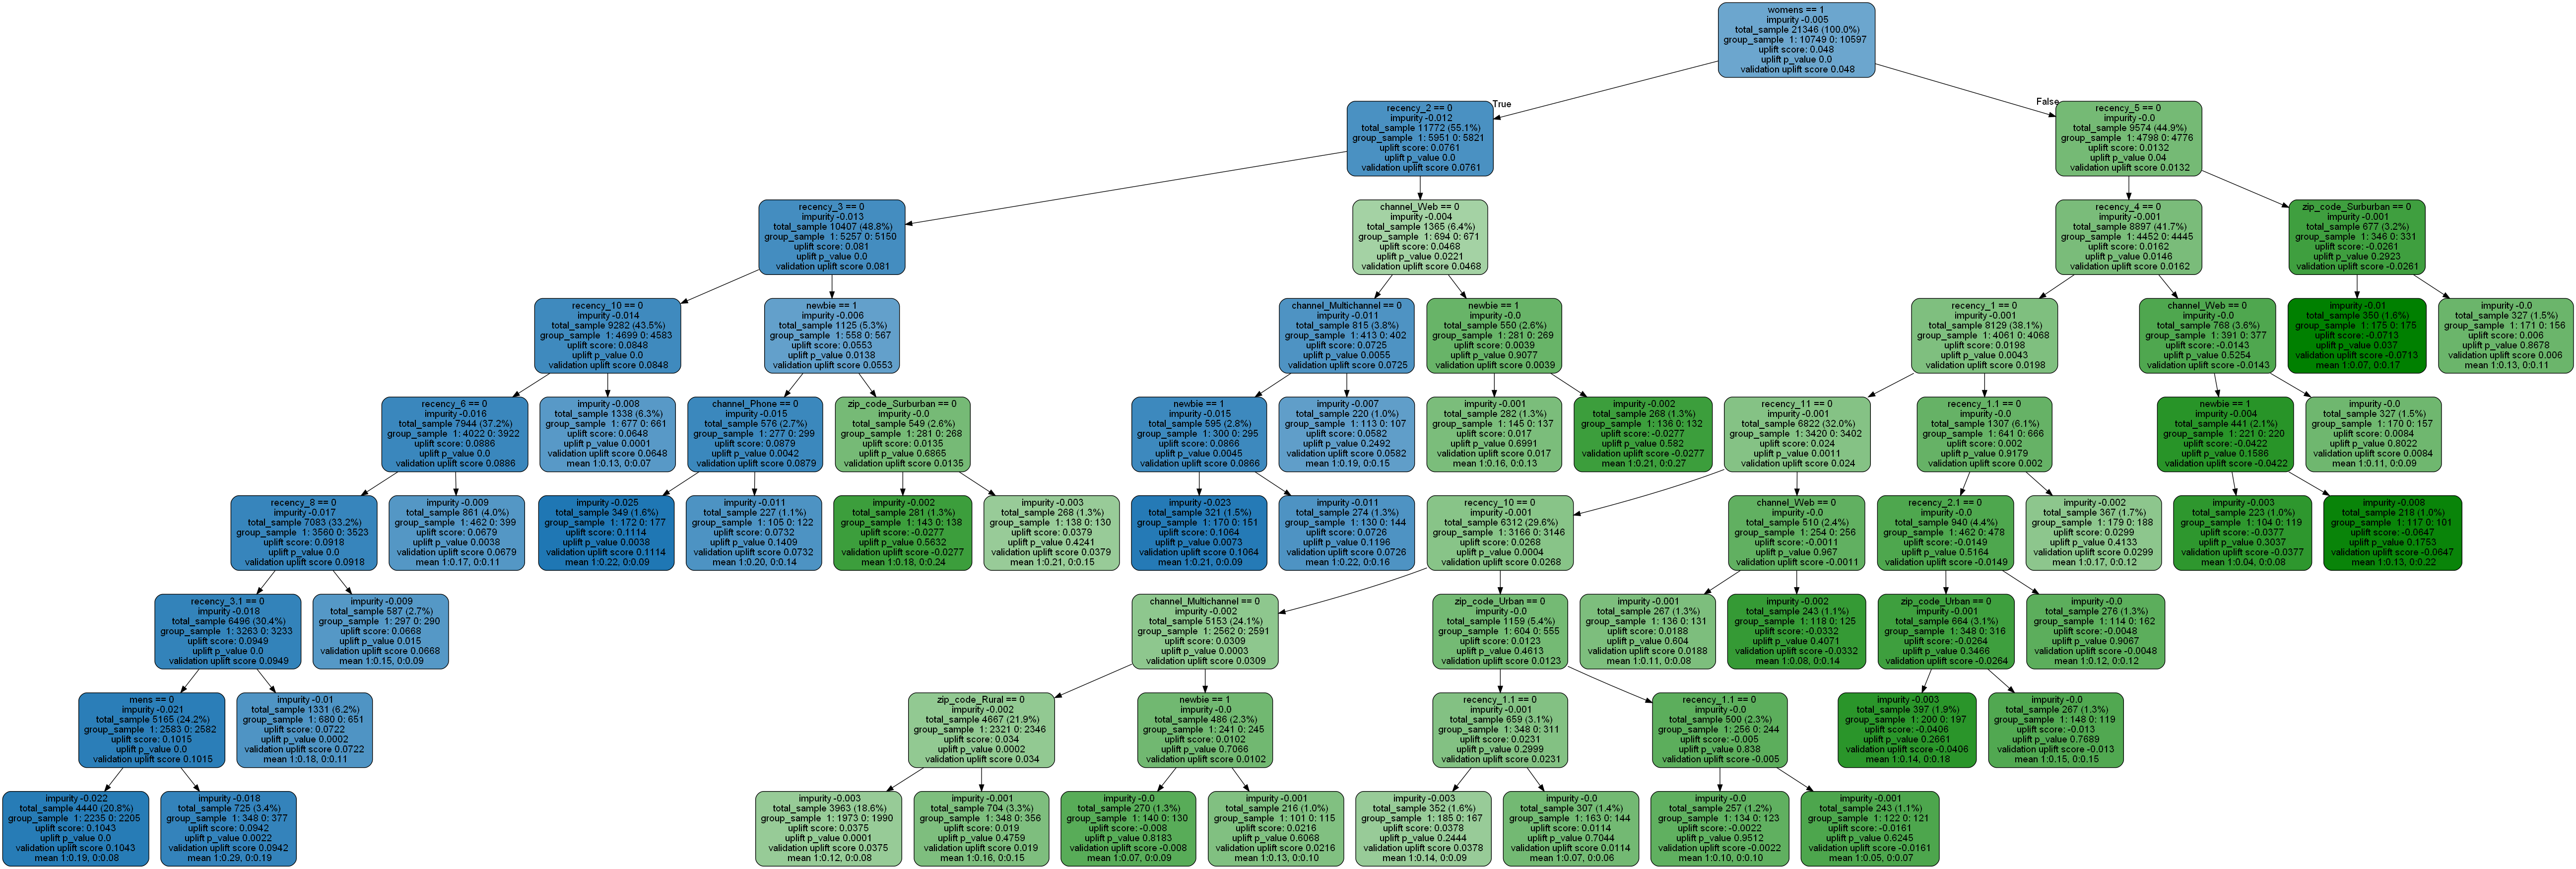 womens == 1
impurity -0.005
total_sample 21346 (100.0%)
group_sample 1: 10749 0: 10597
uplift score: 0.048
uplift p_value 0.0
validation uplift score 0.048
True
False
recency_2 == 0
impurity -0.012
total_sample 11772 (55.1%)
group_sample 1: 5951 0: 5821
uplift score: 0.0761
uplift p_value 0.0
validation uplift score 0.0761
recency_5 == 0
impurity -0.0
total_sample 9574 (44.9%)
group_sample 1: 4798 0: 4776
uplift score: 0.0132
uplift p_value 0.04
validation uplift score 0.0132
recency_3 == 0
impurity -0.013
total_sample 10407 (48.8%)
group_sample 1: 5257 0: 5150
uplift score: 0.081
uplift p_value 0.0
validation uplift score 0.081
channel_Web == 0
impurity -0.004
total_sample 1365 (6.4%)
group_sample 1: 694 0: 671
uplift score: 0.0468
uplift p_value 0.0221
validation uplift score 0.0468
recency_4 == 0
impurity -0.001
total_sample 8897 (41.7%)
group_sample 1: 4452 0: 4445
uplift score: 0.0162
uplift p_value 0.0146
validation uplift score 0.0162
zip_code_Surburban == 0
impurity -0.001
total_sample 677 (3.2%)
group_sample 1: 346 0: 331
uplift score: -0.0261
uplift p_value 0.2923
validation uplift score -0.0261
recency_10 == 0
impurity -0.014
total_sample 9282 (43.5%)
group_sample 1: 4699 0: 4583
uplift score: 0.0848
uplift p_value 0.0
validation uplift score 0.0848
newbie == 1
impurity -0.006
total_sample 1125 (5.3%)
group_sample 1: 558 0: 567
uplift score: 0.0553
uplift p_value 0.0138
validation uplift score 0.0553
channel_Multichannel == 0
impurity -0.011
total_sample 815 (3.8%)
group_sample 1: 413 0: 402
uplift score: 0.0725
uplift p_value 0.0055
validation uplift score 0.0725
newbie == 1
impurity -0.0
total_sample 550 (2.6%)
group_sample 1: 281 0: 269
uplift score: 0.0039
uplift p_value 0.9077
validation uplift score 0.0039
recency_1 == 0
impurity -0.001
total_sample 8129 (38.1%)
group_sample 1: 4061 0: 4068
uplift score: 0.0198
uplift p_value 0.0043
validation uplift score 0.0198
channel_Web == 0
impurity -0.0
total_sample 768 (3.6%)
group_sample 1: 391 0: 377
uplift score: -0.0143
uplift p_value 0.5254
validation uplift score -0.0143
impurity -0.01
total_sample 350 (1.6%)
group_sample 1: 175 0: 175
uplift score: -0.0713
uplift p_value 0.037
validation uplift score -0.0713
mean 1:0.07, 0:0.17
impurity -0.0
total_sample 327 (1.5%)
group_sample 1: 171 0: 156
uplift score: 0.006
uplift p_value 0.8678
validation uplift score 0.006
mean 1:0.13, 0:0.11
recency_6 == 0
impurity -0.016
total_sample 7944 (37.2%)
group_sample 1: 4022 0: 3922
uplift score: 0.0886
uplift p_value 0.0
validation uplift score 0.0886
impurity -0.008
total_sample 1338 (6.3%)
group_sample 1: 677 0: 661
uplift score: 0.0648
uplift p_value 0.0001
validation uplift score 0.0648
mean 1:0.13, 0:0.07
channel_Phone == 0
impurity -0.015
total_sample 576 (2.7%)
group_sample 1: 277 0: 299
uplift score: 0.0879
uplift p_value 0.0042
validation uplift score 0.0879
zip_code_Surburban == 0
impurity -0.0
total_sample 549 (2.6%)
group_sample 1: 281 0: 268
uplift score: 0.0135
uplift p_value 0.6865
validation uplift score 0.0135
newbie == 1
impurity -0.015
total_sample 595 (2.8%)
group_sample 1: 300 0: 295
uplift score: 0.0866
uplift p_value 0.0045
validation uplift score 0.0866
impurity -0.007
total_sample 220 (1.0%)
group_sample 1: 113 0: 107
uplift score: 0.0582
uplift p_value 0.2492
validation uplift score 0.0582
mean 1:0.19, 0:0.15
impurity -0.001
total_sample 282 (1.3%)
group_sample 1: 145 0: 137
uplift score: 0.017
uplift p_value 0.6991
validation uplift score 0.017
mean 1:0.16, 0:0.13
impurity -0.002
total_sample 268 (1.3%)
group_sample 1: 136 0: 132
uplift score: -0.0277
uplift p_value 0.582
validation uplift score -0.0277
mean 1:0.21, 0:0.27
recency_11 == 0
impurity -0.001
total_sample 6822 (32.0%)
group_sample 1: 3420 0: 3402
uplift score: 0.024
uplift p_value 0.0011
validation uplift score 0.024
recency_1.1 == 0
impurity -0.0
total_sample 1307 (6.1%)
group_sample 1: 641 0: 666
uplift score: 0.002
uplift p_value 0.9179
validation uplift score 0.002
newbie == 1
impurity -0.004
total_sample 441 (2.1%)
group_sample 1: 221 0: 220
uplift score: -0.0422
uplift p_value 0.1586
validation uplift score -0.0422
impurity -0.0
total_sample 327 (1.5%)
group_sample 1: 170 0: 157
uplift score: 0.0084
uplift p_value 0.8022
validation uplift score 0.0084
mean 1:0.11, 0:0.09
recency_8 == 0
impurity -0.017
total_sample 7083 (33.2%)
group_sample 1: 3560 0: 3523
uplift score: 0.0918
uplift p_value 0.0
validation uplift score 0.0918
impurity -0.009
total_sample 861 (4.0%)
group_sample 1: 462 0: 399
uplift score: 0.0679
uplift p_value 0.0038
validation uplift score 0.0679
mean 1:0.17, 0:0.11
impurity -0.025
total_sample 349 (1.6%)
group_sample 1: 172 0: 177
uplift score: 0.1114
uplift p_value 0.0038
validation uplift score 0.1114
mean 1:0.22, 0:0.09
impurity -0.011
total_sample 227 (1.1%)
group_sample 1: 105 0: 122
uplift score: 0.0732
uplift p_value 0.1409
validation uplift score 0.0732
mean 1:0.20, 0:0.14
impurity -0.002
total_sample 281 (1.3%)
group_sample 1: 143 0: 138
uplift score: -0.0277
uplift p_value 0.5632
validation uplift score -0.0277
mean 1:0.18, 0:0.24
impurity -0.003
total_sample 268 (1.3%)
group_sample 1: 138 0: 130
uplift score: 0.0379
uplift p_value 0.4241
validation uplift score 0.0379
mean 1:0.21, 0:0.15
impurity -0.023
total_sample 321 (1.5%)
group_sample 1: 170 0: 151
uplift score: 0.1064
uplift p_value 0.0073
validation uplift score 0.1064
mean 1:0.21, 0:0.09
impurity -0.011
total_sample 274 (1.3%)
group_sample 1: 130 0: 144
uplift score: 0.0726
uplift p_value 0.1196
validation uplift score 0.0726
mean 1:0.22, 0:0.16
recency_10 == 0
impurity -0.001
total_sample 6312 (29.6%)
group_sample 1: 3166 0: 3146
uplift score: 0.0268
uplift p_value 0.0004
validation uplift score 0.0268
channel_Web == 0
impurity -0.0
total_sample 510 (2.4%)
group_sample 1: 254 0: 256
uplift score: -0.0011
uplift p_value 0.967
validation uplift score -0.0011
recency_2.1 == 0
impurity -0.0
total_sample 940 (4.4%)
group_sample 1: 462 0: 478
uplift score: -0.0149
uplift p_value 0.5164
validation uplift score -0.0149
impurity -0.002
total_sample 367 (1.7%)
group_sample 1: 179 0: 188
uplift score: 0.0299
uplift p_value 0.4133
validation uplift score 0.0299
mean 1:0.17, 0:0.12
impurity -0.003
total_sample 223 (1.0%)
group_sample 1: 104 0: 119
uplift score: -0.0377
uplift p_value 0.3037
validation uplift score -0.0377
mean 1:0.04, 0:0.08
impurity -0.008
total_sample 218 (1.0%)
group_sample 1: 117 0: 101
uplift score: -0.0647
uplift p_value 0.1753
validation uplift score -0.0647
mean 1:0.13, 0:0.22
recency_3.1 == 0
impurity -0.018
total_sample 6496 (30.4%)
group_sample 1: 3263 0: 3233
uplift score: 0.0949
uplift p_value 0.0
validation uplift score 0.0949
impurity -0.009
total_sample 587 (2.7%)
group_sample 1: 297 0: 290
uplift score: 0.0668
uplift p_value 0.015
validation uplift score 0.0668
mean 1:0.15, 0:0.09
channel_Multichannel == 0
impurity -0.002
total_sample 5153 (24.1%)
group_sample 1: 2562 0: 2591
uplift score: 0.0309
uplift p_value 0.0003
validation uplift score 0.0309
zip_code_Urban == 0
impurity -0.0
total_sample 1159 (5.4%)
group_sample 1: 604 0: 555
uplift score: 0.0123
uplift p_value 0.4613
validation uplift score 0.0123
impurity -0.001
total_sample 267 (1.3%)
group_sample 1: 136 0: 131
uplift score: 0.0188
uplift p_value 0.604
validation uplift score 0.0188
mean 1:0.11, 0:0.08
impurity -0.002
total_sample 243 (1.1%)
group_sample 1: 118 0: 125
uplift score: -0.0332
uplift p_value 0.4071
validation uplift score -0.0332
mean 1:0.08, 0:0.14
zip_code_Urban == 0
impurity -0.001
total_sample 664 (3.1%)
group_sample 1: 348 0: 316
uplift score: -0.0264
uplift p_value 0.3466
validation uplift score -0.0264
impurity -0.0
total_sample 276 (1.3%)
group_sample 1: 114 0: 162
uplift score: -0.0048
uplift p_value 0.9067
validation uplift score -0.0048
mean 1:0.12, 0:0.12
mens == 0
impurity -0.021
total_sample 5165 (24.2%)
group_sample 1: 2583 0: 2582
uplift score: 0.1015
uplift p_value 0.0
validation uplift score 0.1015
impurity -0.01
total_sample 1331 (6.2%)
group_sample 1: 680 0: 651
uplift score: 0.0722
uplift p_value 0.0002
validation uplift score 0.0722
mean 1:0.18, 0:0.11
zip_code_Rural == 0
impurity -0.002
total_sample 4667 (21.9%)
group_sample 1: 2321 0: 2346
uplift score: 0.034
uplift p_value 0.0002
validation uplift score 0.034
newbie == 1
impurity -0.0
total_sample 486 (2.3%)
group_sample 1: 241 0: 245
uplift score: 0.0102
uplift p_value 0.7066
validation uplift score 0.0102
recency_1.1 == 0
impurity -0.001
total_sample 659 (3.1%)
group_sample 1: 348 0: 311
uplift score: 0.0231
uplift p_value 0.2999
validation uplift score 0.0231
recency_1.1 == 0
impurity -0.0
total_sample 500 (2.3%)
group_sample 1: 256 0: 244
uplift score: -0.005
uplift p_value 0.838
validation uplift score -0.005
impurity -0.003
total_sample 397 (1.9%)
group_sample 1: 200 0: 197
uplift score: -0.0406
uplift p_value 0.2661
validation uplift score -0.0406
mean 1:0.14, 0:0.18
impurity -0.0
total_sample 267 (1.3%)
group_sample 1: 148 0: 119
uplift score: -0.013
uplift p_value 0.7689
validation uplift score -0.013
mean 1:0.15, 0:0.15
impurity -0.022
total_sample 4440 (20.8%)
group_sample 1: 2235 0: 2205
uplift score: 0.1043
uplift p_value 0.0
validation uplift score 0.1043
mean 1:0.19, 0:0.08
impurity -0.018
total_sample 725 (3.4%)
group_sample 1: 348 0: 377
uplift score: 0.0942
uplift p_value 0.0022
validation uplift score 0.0942
mean 1:0.29, 0:0.19
impurity -0.003
total_sample 3963 (18.6%)
group_sample 1: 1973 0: 1990
uplift score: 0.0375
uplift p_value 0.0001
validation uplift score 0.0375
mean 1:0.12, 0:0.08
impurity -0.001
total_sample 704 (3.3%)
group_sample 1: 348 0: 356
uplift score: 0.019
uplift p_value 0.4759
validation uplift score 0.019
mean 1:0.16, 0:0.15
impurity -0.0
total_sample 270 (1.3%)
group_sample 1: 140 0: 130
uplift score: -0.008
uplift p_value 0.8183
validation uplift score -0.008
mean 1:0.07, 0:0.09
impurity -0.001
total_sample 216 (1.0%)
group_sample 1: 101 0: 115
uplift score: 0.0216
uplift p_value 0.6068
validation uplift score 0.0216
mean 1:0.13, 0:0.10
impurity -0.003
total_sample 352 (1.6%)
group_sample 1: 185 0: 167
uplift score: 0.0378
uplift p_value 0.2444
validation uplift score 0.0378
mean 1:0.14, 0:0.09
impurity -0.0
total_sample 307 (1.4%)
group_sample 1: 163 0: 144
uplift score: 0.0114
uplift p_value 0.7044
validation uplift score 0.0114
mean 1:0.07, 0:0.06
impurity -0.0
total_sample 257 (1.2%)
group_sample 1: 134 0: 123
uplift score: -0.0022
uplift p_value 0.9512
validation uplift score -0.0022
mean 1:0.10, 0:0.10
impurity -0.001
total_sample 243 (1.1%)
group_sample 1: 122 0: 121
uplift score: -0.0161
uplift p_value 0.6245
validation uplift score -0.0161
mean 1:0.05, 0:0.07